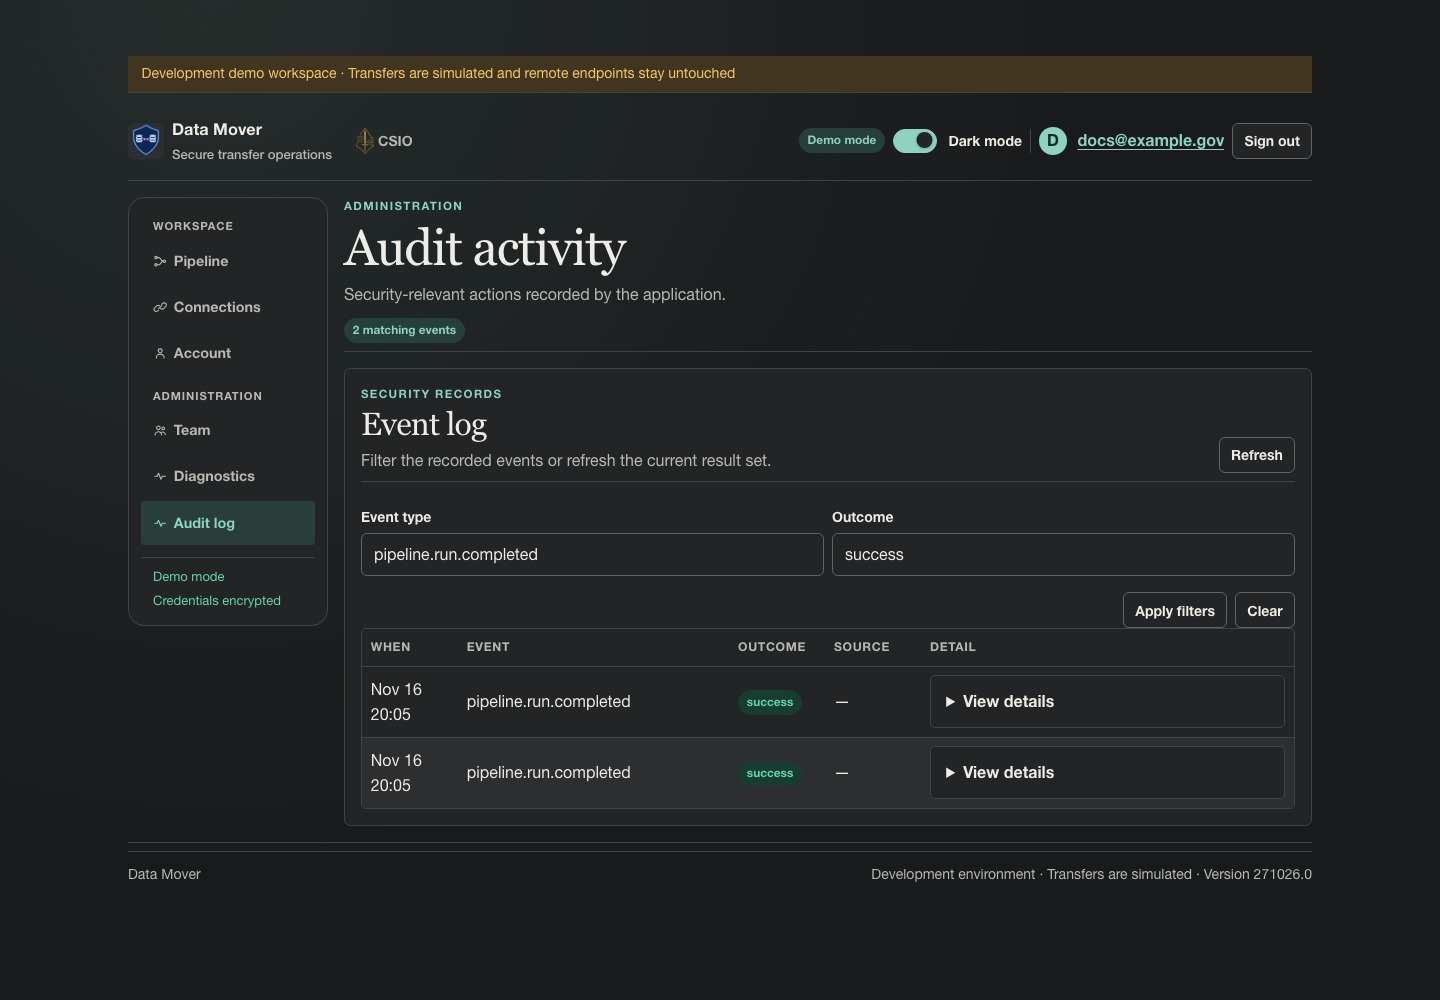 Development demo workspace · Transfers are simulated and remote endpoints stay untouched
Data Mover
Secure transfer operations
CSIO
Demo mode
Dark mode
D
docs@example.gov
Sign out
WORKSPACE
Pipeline
Connections
Account
ADMINISTRATION
Team
Diagnostics
Audit log
Demo mode
Credentials encrypted
ADMINISTRATION
Audit activity
Security-relevant actions recorded by the application.
2 matching events
SECURITY RECORDS
Event log
Filter the recorded events or refresh the current result set.
Refresh
Event type
Outcome
pipeline.run.completed
success
Apply filters
Clear
WHEN EVENT OUTCOME SOURCE DETAIL
Nov 16
20:05
pipeline.run.completed
success
—
View details
Nov 16
20:05
pipeline.run.completed
success
—
View details
Data Mover
Development environment · Transfers are simulated · Version 271026.0